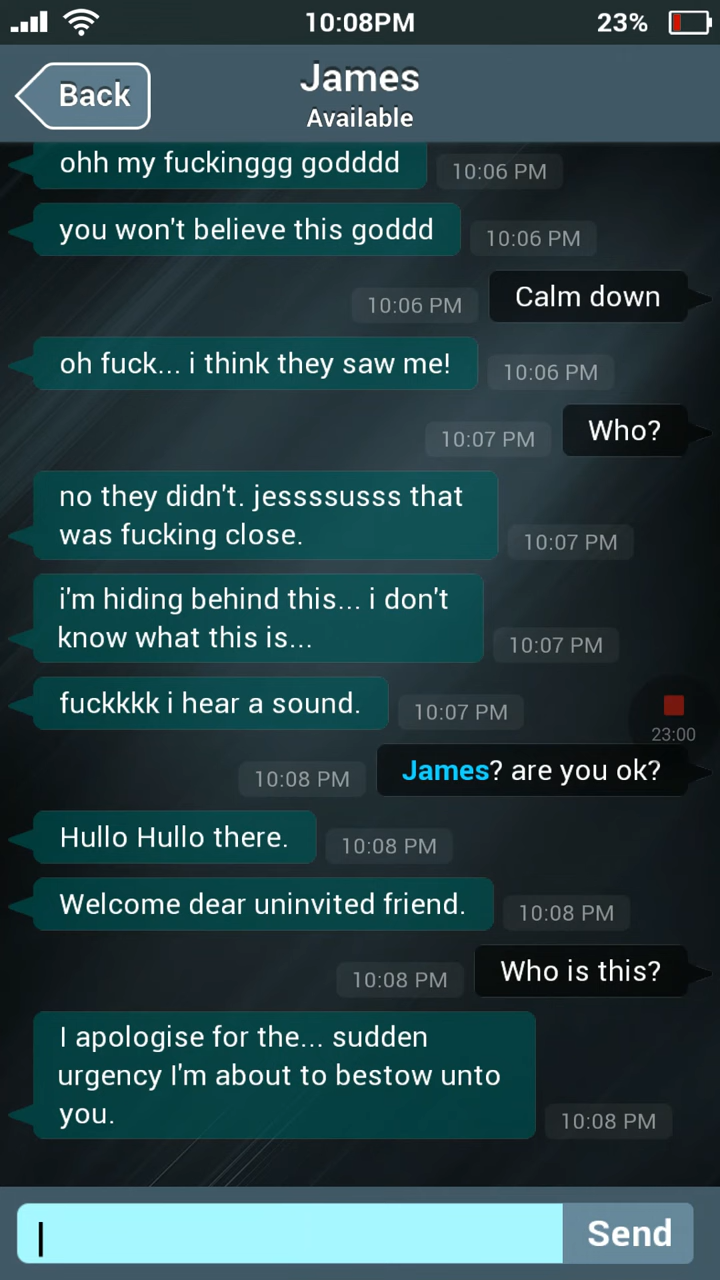 10:08PM
23%
Back
James
Available
ohh my fuckinggg godddd
10:06 PM
you won't believe this goddd
10:06 PM
10:06 PM
Calm down
oh fuck... i think they saw me!
10:06 PM
10:07 PM
Who?
no they didn't. jessssusss that
was fucking close.
10:07 PM
i'm hiding behind this... i don't
know what this is...
10:07 PM
fuckkkk i hear a sound.
10:07 PM
23:00
10:08 PM
James? are you ok?
Hullo Hullo there.
10:08 PM
Welcome dear uninvited friend.
10:08 PM
10:08 PM
Who is this?
I apologise for the... sudden
urgency I'm about to bestow unto
you.
10:08 PM
Send